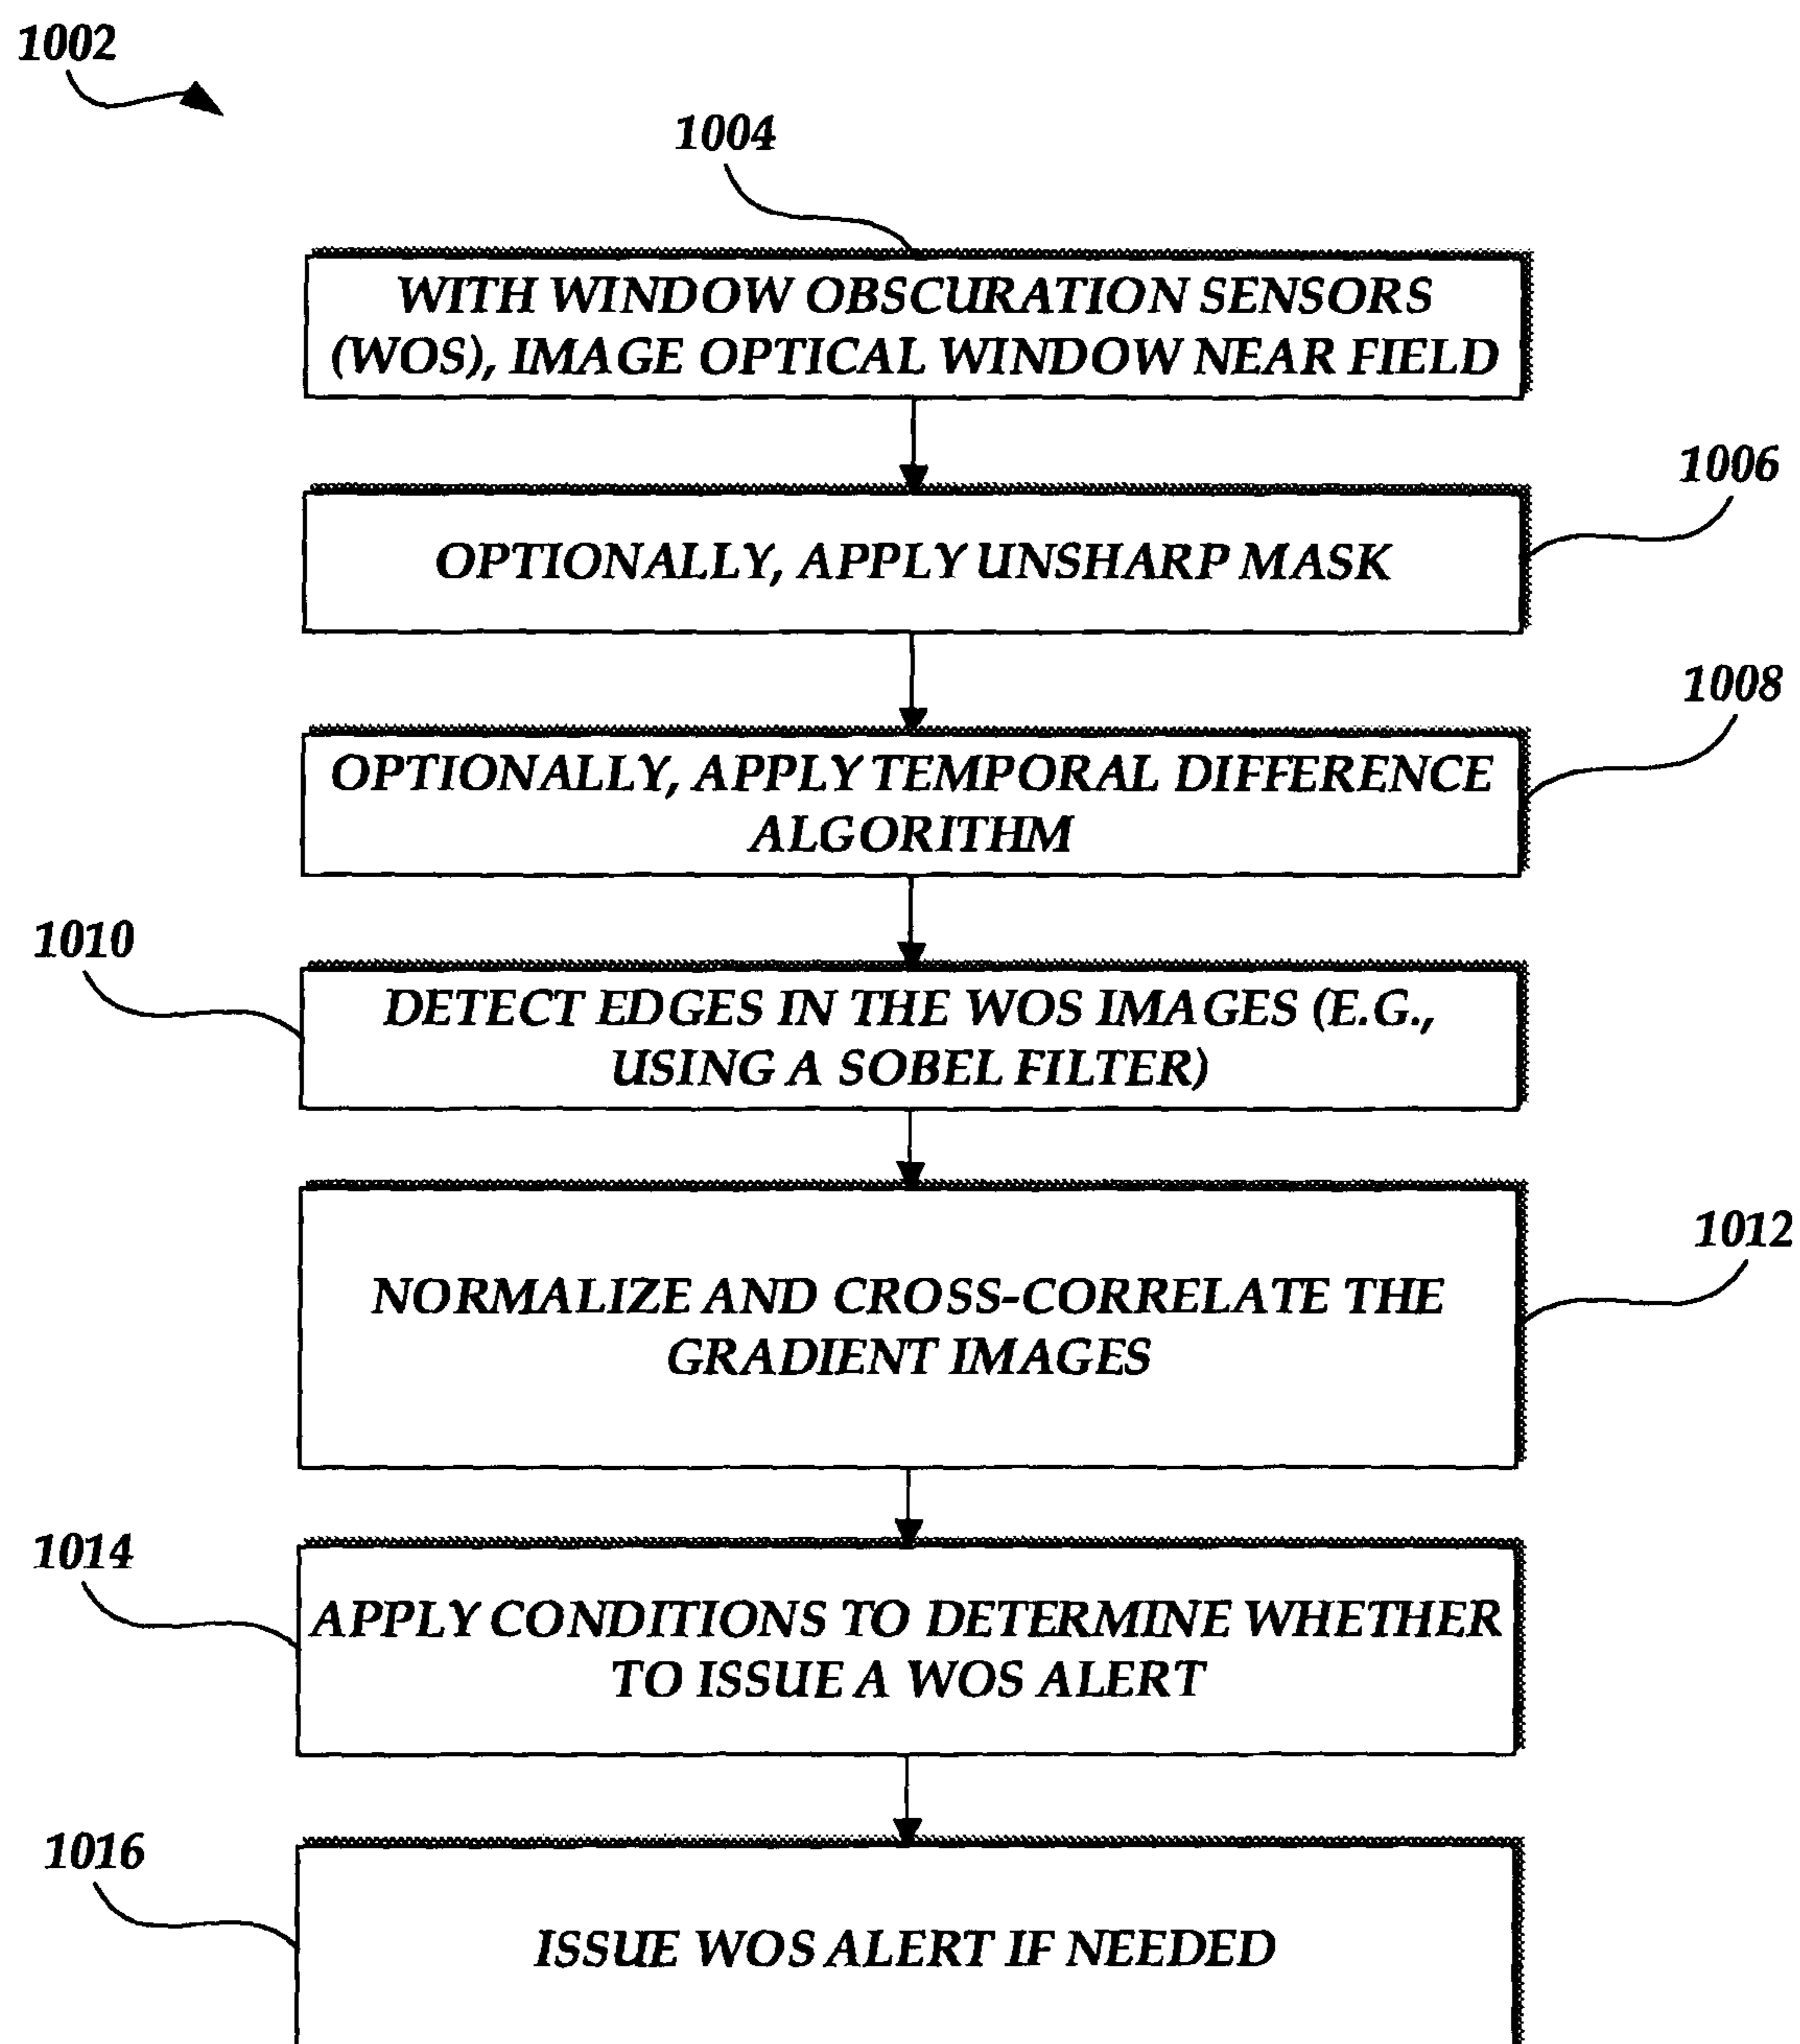 1002
1004
WITH WINDOW OBSCURATION SENSORS
(WOS), IMAGE OPTICAL WINDOW NEAR FIELD
1006
OPTIONALLY, APPLY UNSHARP MASK
1008
OPTIONALLY, APPLY TEMPORAL DIFFERENCE
ALGORITHM
1010
DETECT EDGES IN THE WOS IMAGES (E.G.,
USING A SOBEL FILTER)
1012
NORMALIZE AND CROSS-CORRELATE THE
GRADIENT IMAGES
1014
APPLY CONDITIONS TO DETERMINE WHETHER
TO ISSUE A WOS ALERT
1016
ISSUE WOS ALERT IF NEEDED